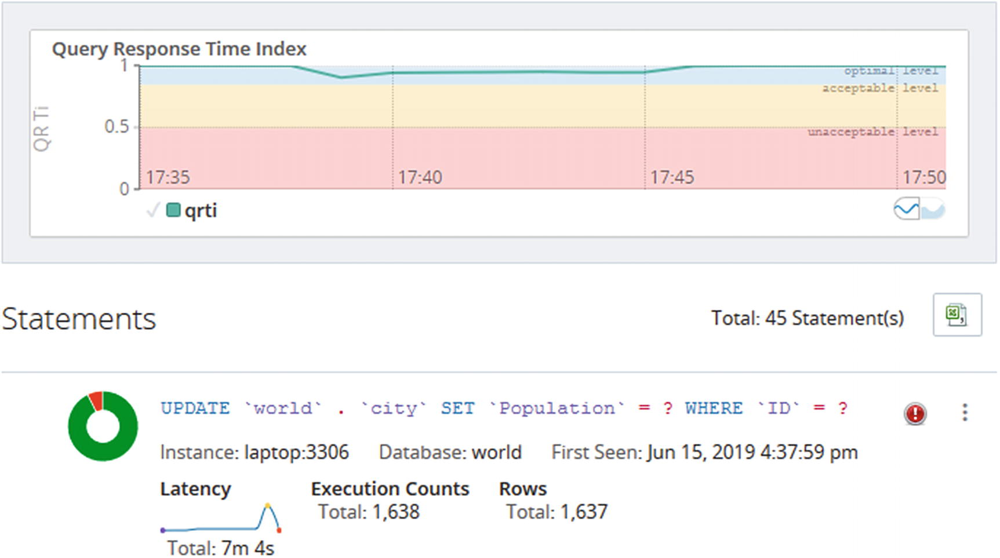 Query Response Time Index
1
optimal level
acceptable level
QR Ti
0.5
unacceptable level
17:35 17:40 17:45 17:50
0
qrti
Statements Total: 45 Statement(s)
UPDATE `world` . `city` SET `Population` = ? WHERE `ID` = ?
Instance: laptop:3306 Database: world First Seen: Jun 15, 2019 4:37:59 pm
Latency Execution Counts Rows
Total: 1,638 Total: 1,637
Total: 7m 4s